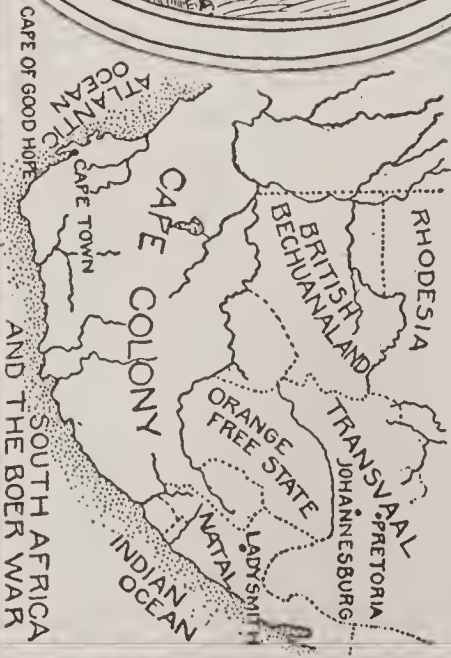 RHODESIA
BRITISH
BECHUANALAND
TRANSVAAL
PRETORIA
JOHANNESBURG
ORANGE
FREE STATE
LADYSMITH
NATAL
CAPE COLONY
CAPE TOWN
ATLANTIC
OCEAN
CAPE OF GOOD HOPE
INDIAN
OCEAN
SOUTH AFRICA
AND THE BOER WAR